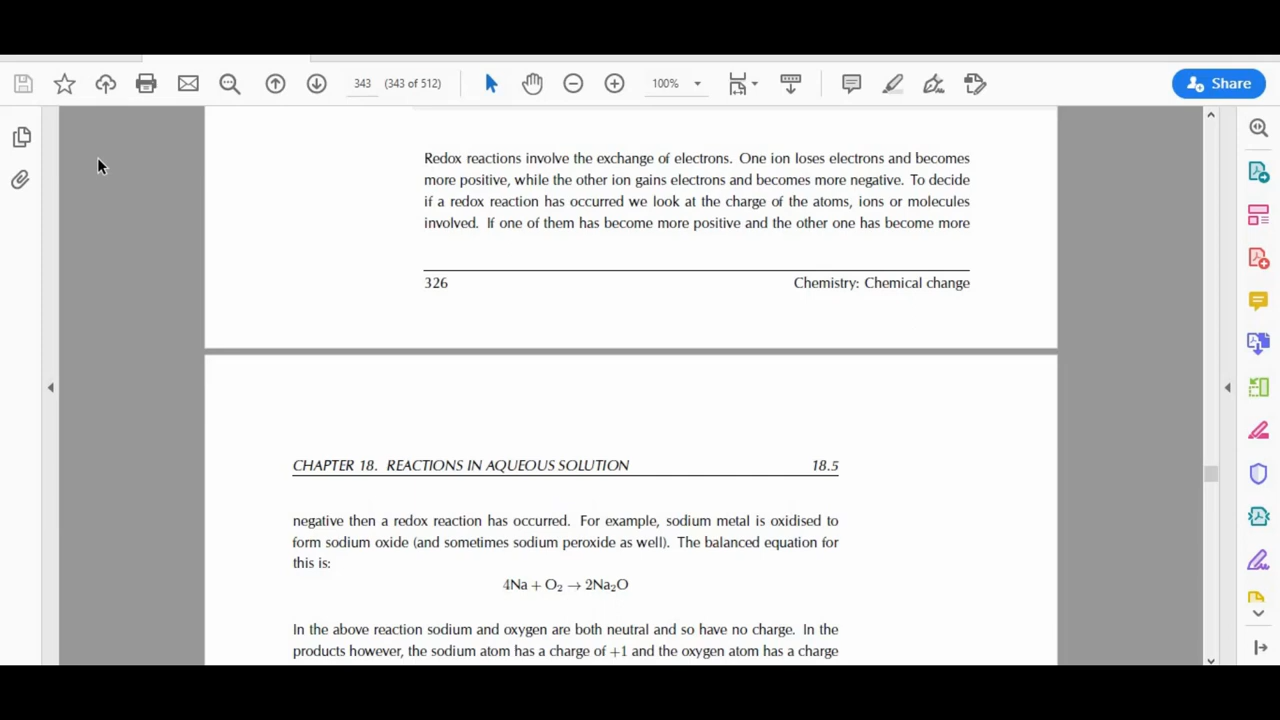 343 (343 of 512) 100% Share
Redox reactions involve the exchange of electrons. One ion loses electrons and becomes
more positive, while the other ion gains electrons and becomes more negative. To decide
if a redox reaction has occurred we look at the charge of the atoms, ions or molecules
involved. If one of them has become more positive and the other one has become more
326 Chemistry: Chemical change
CHAPTER 18. REACTIONS IN AQUEOUS SOLUTION 18.5
negative then a redox reaction has occurred. For example, sodium metal is oxidised to
form sodium oxide (and sometimes sodium peroxide as well). The balanced equation for
this is:
4Na + O₂ → 2Na₂O
In the above reaction sodium and oxygen are both neutral and so have no charge. In the
products however, the sodium atom has a charge of +1 and the oxygen atom has a charge